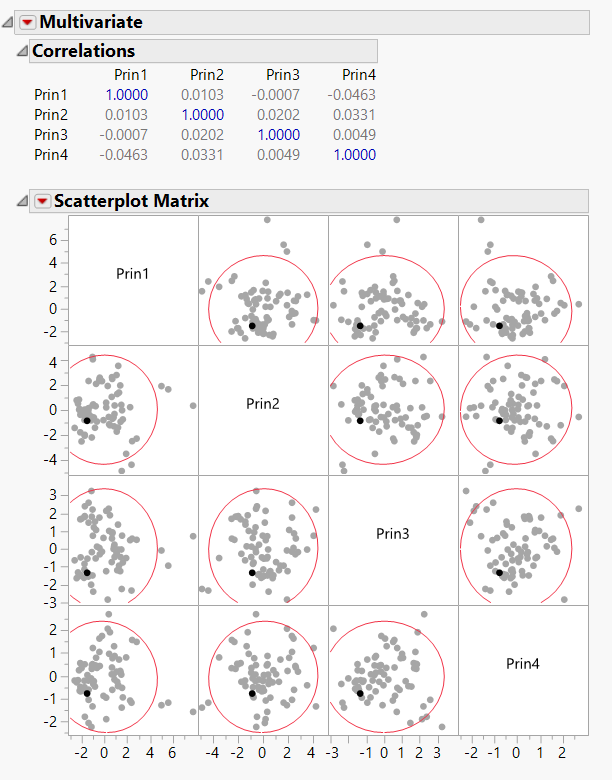 Multivariate
Correlations
Prin1 Prin2 Prin3 Prin4
Prin1 1.0000 0.0103 -0.0007 -0.0463
Prin2 0.0103 1.0000 0.0202 0.0331
Prin3 -0.0007 0.0202 1.0000 0.0049
Prin4 -0.0463 0.0331 0.0049 1.0000
Scatterplot Matrix
6
4
2
0
-2
Prin1
4
2
0
-2
-4
Prin2
3
2
1
0
-1
-2
-3
Prin3
2
1
0
-1
-2
Prin4
-2 0 2 4 6 -4 -2 0 2 4 -3 -1 0 1 2 3 -2 -1 0 1 2